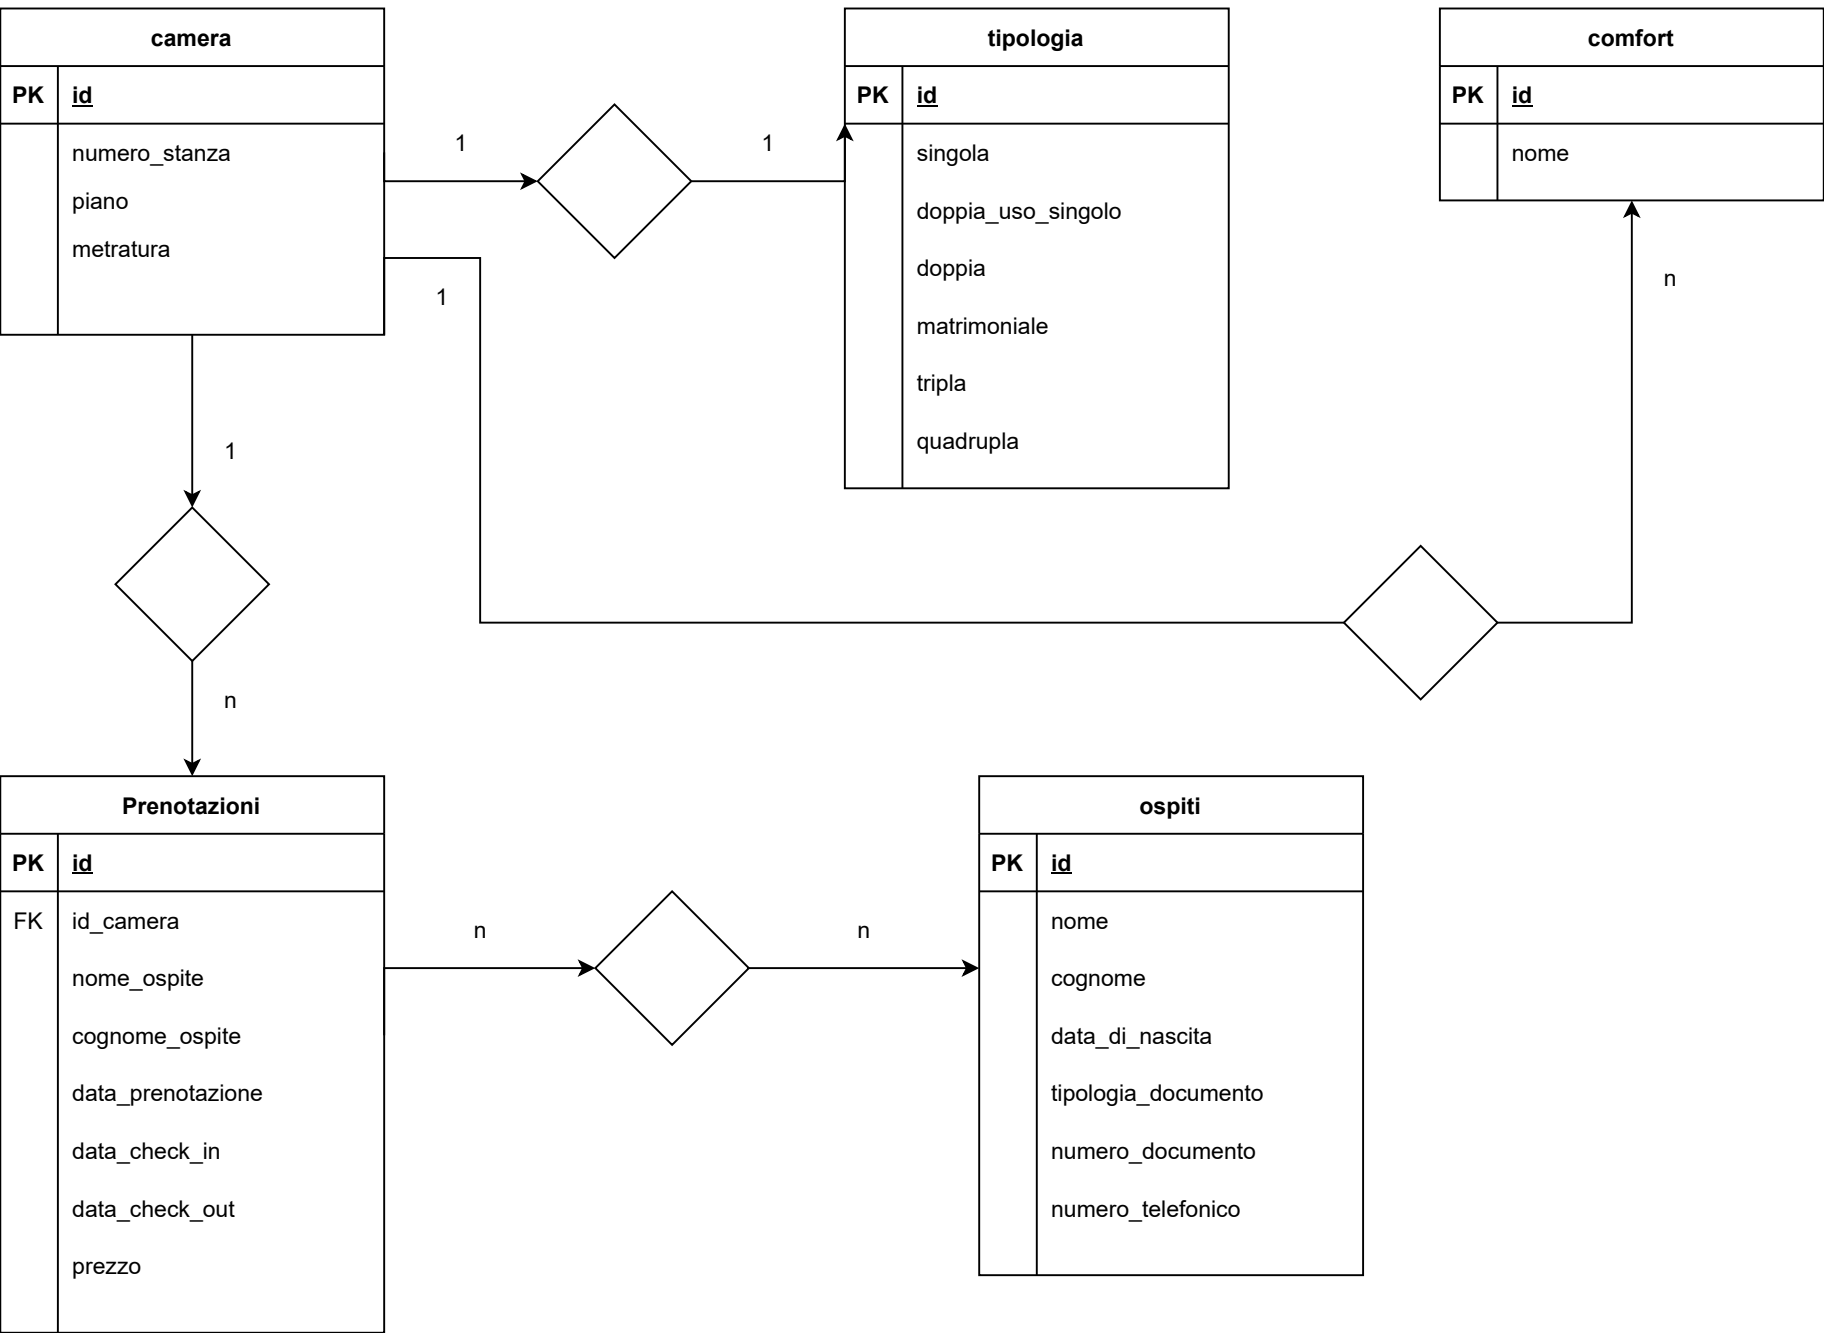 camera
PK id
numero_stanza
piano
metratura
1
1
tipologia
PK id
singola
doppia_uso_singolo
doppia
matrimoniale
tripla
quadrupla
comfort
PK id
nome
1
n
1
n
Prenotazioni
PK id
FK id_camera
nome_ospite
cognome_ospite
data_prenotazione
data_check_in
data_check_out
prezzo
n
n
ospiti
PK id
nome
cognome
data_di_nascita
tipologia_documento
numero_documento
numero_telefonico